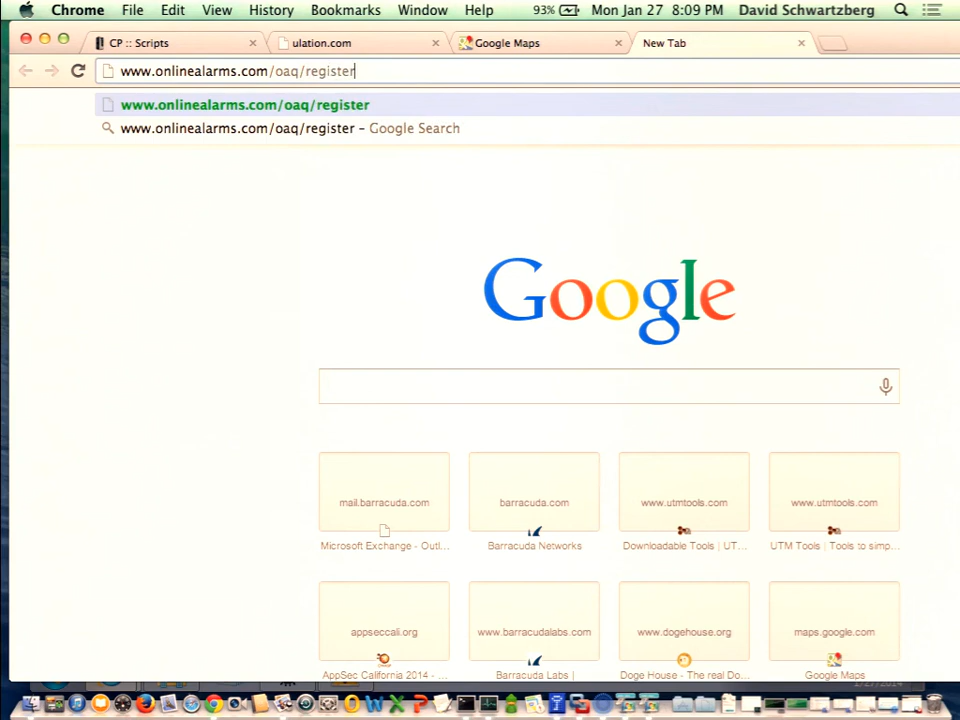 Chrome File Edit View History Bookmarks Window Help 93% Mon Jan 27 8:09 PM David Schwartzberg
CP :: Scripts
ulation.com
Google Maps
New Tab
www.onlinealarms.com/oaq/register
www.onlinealarms.com/oaq/register
www.onlinealarms.com/oaq/register – Google Search
Google
mail.barracuda.com
barracuda.com
www.utmtools.com
www.utmtools.com
Microsoft Exchange - Outl...
Barracuda Networks
Downloadable Tools | UT...
UTM Tools | Tools to simp...
appseccali.org
www.barracudalabs.com
www.dogehouse.org
maps.google.com
AppSec California 2014 - ...
Barracuda Labs |
Doge House - The real Do...
Google Maps
1/27/2014